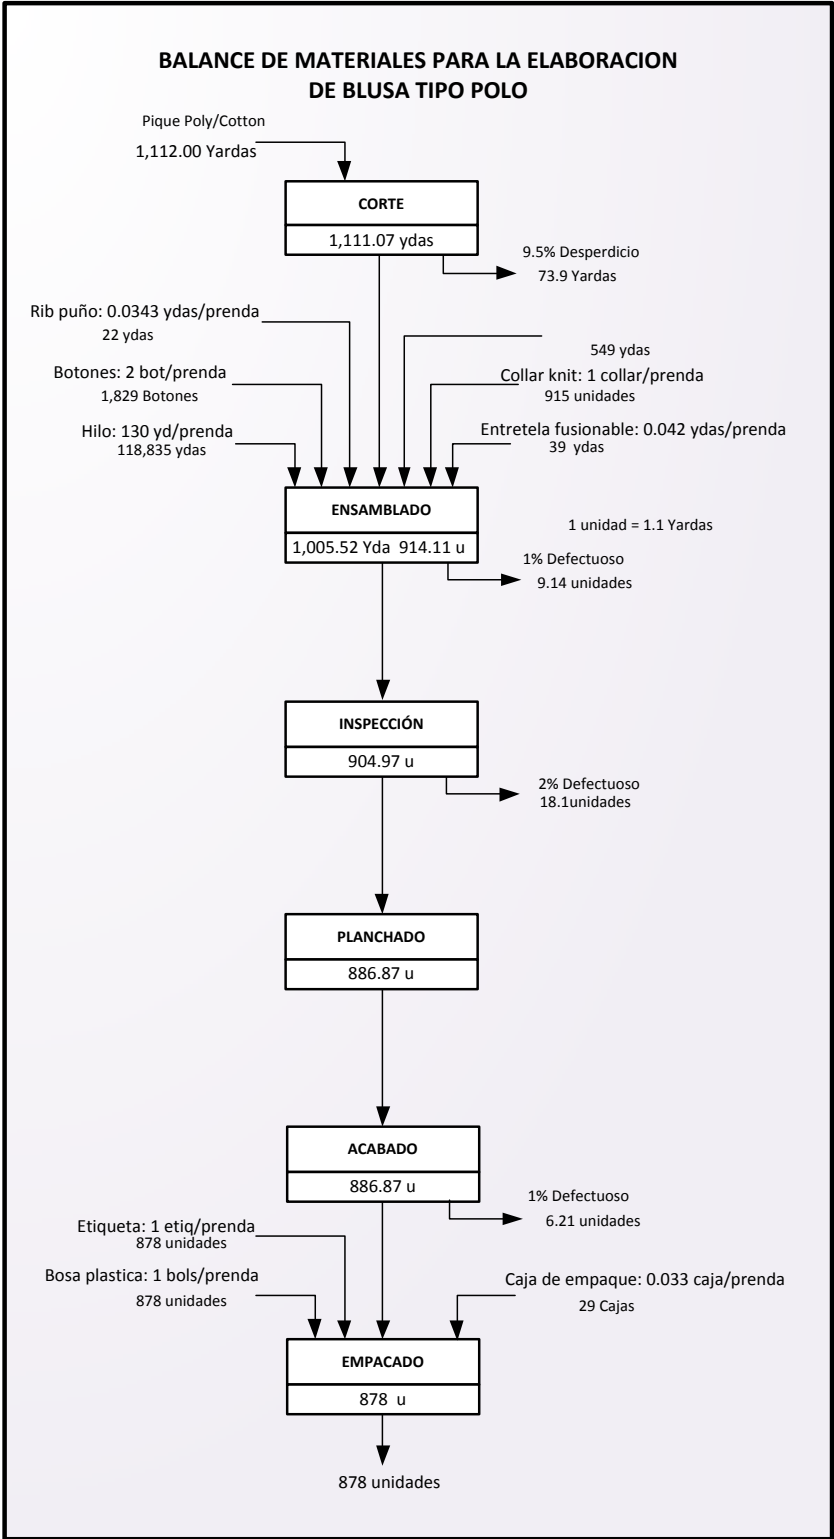 BALANCE DE MATERIALES PARA LA ELABORACION
DE BLUSA TIPO POLO
Pique Poly/Cotton
1,112.00 Yardas
CORTE
1,111.07 ydas
9.5% Desperdicio
73.9 Yardas
Rib puño: 0.0343 ydas/prenda
22 ydas
549 ydas
Botones: 2 bot/prenda
1,829 Botones
Collar knit: 1 collar/prenda
915 unidades
Hilo: 130 yd/prenda
118,835 ydas
Entretela fusionable: 0.042 ydas/prenda
39 ydas
ENSAMBLADO
1,005.52 Yda 914.11 u
1 unidad = 1.1 Yardas
1% Defectuoso
9.14 unidades
INSPECCIÓN
904.97 u
2% Defectuoso
18.1unidades
PLANCHADO
886.87 u
ACABADO
886.87 u
1% Defectuoso
6.21 unidades
Etiqueta: 1 etiq/prenda
878 unidades
Bosa plastica: 1 bols/prenda
878 unidades
Caja de empaque: 0.033 caja/prenda
29 Cajas
EMPACADO
878 u
878 unidades